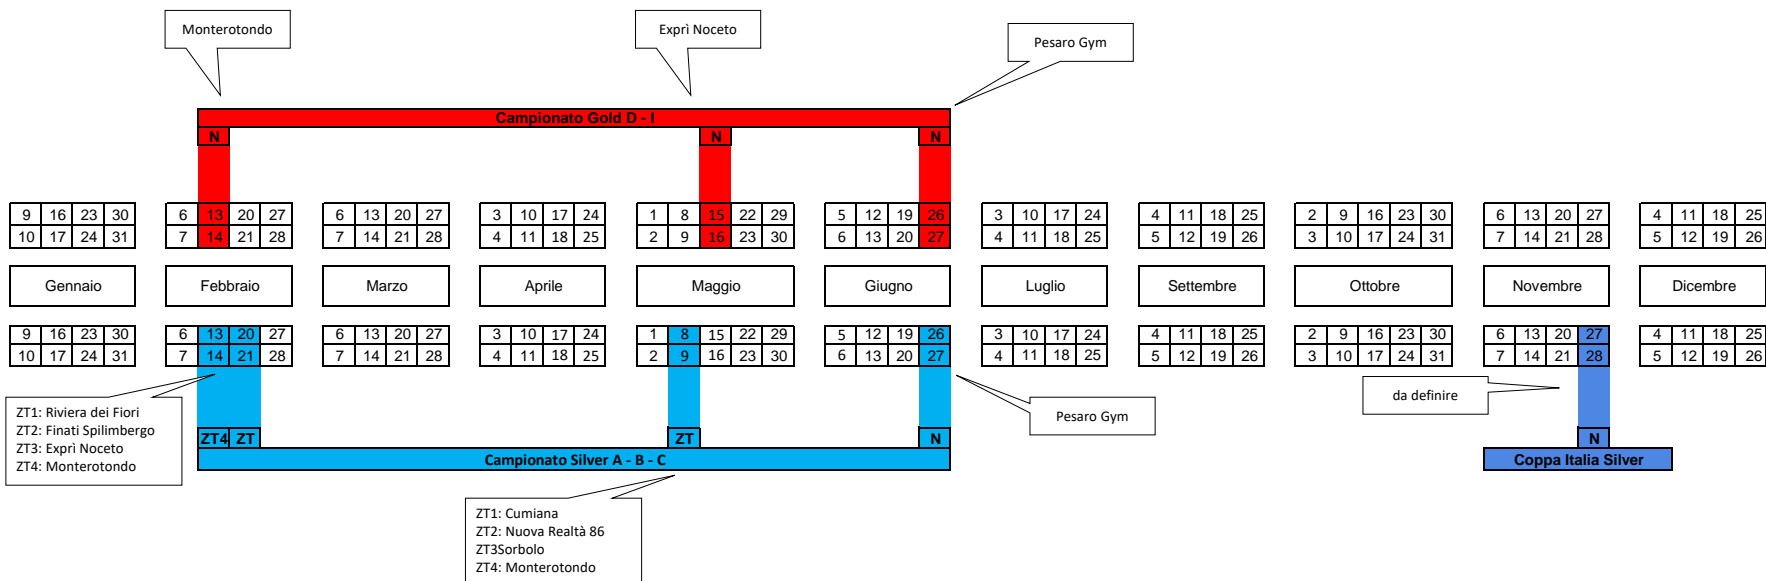 Monterotondo
Exprì Noceto
Pesaro Gym
Campionato Gold D - I
N N N
9 16 23 30 6 13 20 27 6 13 20 27 3 10 17 24 1 8 15 22 29 5 12 19 26 3 10 17 24 4 11 18 25 2 9 16 23 30 6 13 20 27 4 11 18 25
10 17 24 31 7 14 21 28 7 14 21 28 4 11 18 25 2 9 16 23 30 6 13 20 27 4 11 18 25 5 12 19 26 3 10 17 24 31 7 14 21 28 5 12 19 26
Gennaio Febbraio Marzo Aprile Maggio Giugno Luglio Settembre Ottobre Novembre Dicembre
9 16 23 30 6 13 20 27 6 13 20 27 3 10 17 24 1 8 15 22 29 5 12 19 26 3 10 17 24 4 11 18 25 2 9 16 23 30 6 13 20 27 4 11 18 25
10 17 24 31 7 14 21 28 7 14 21 28 4 11 18 25 2 9 16 23 30 6 13 20 27 4 11 18 25 5 12 19 26 3 10 17 24 31 7 14 21 28 5 12 19 26
ZT1: Riviera dei Fiori
ZT2: Finati Spilimbergo
ZT3: Exprì Noceto
ZT4: Monterotondo
Pesaro Gym
da definire
ZT4 ZT ZT N N
Campionato Silver A - B - C
Coppa Italia Silver
ZT1: Cumiana
ZT2: Nuova Realtà 86
ZT3Sorbolo
ZT4: Monterotondo